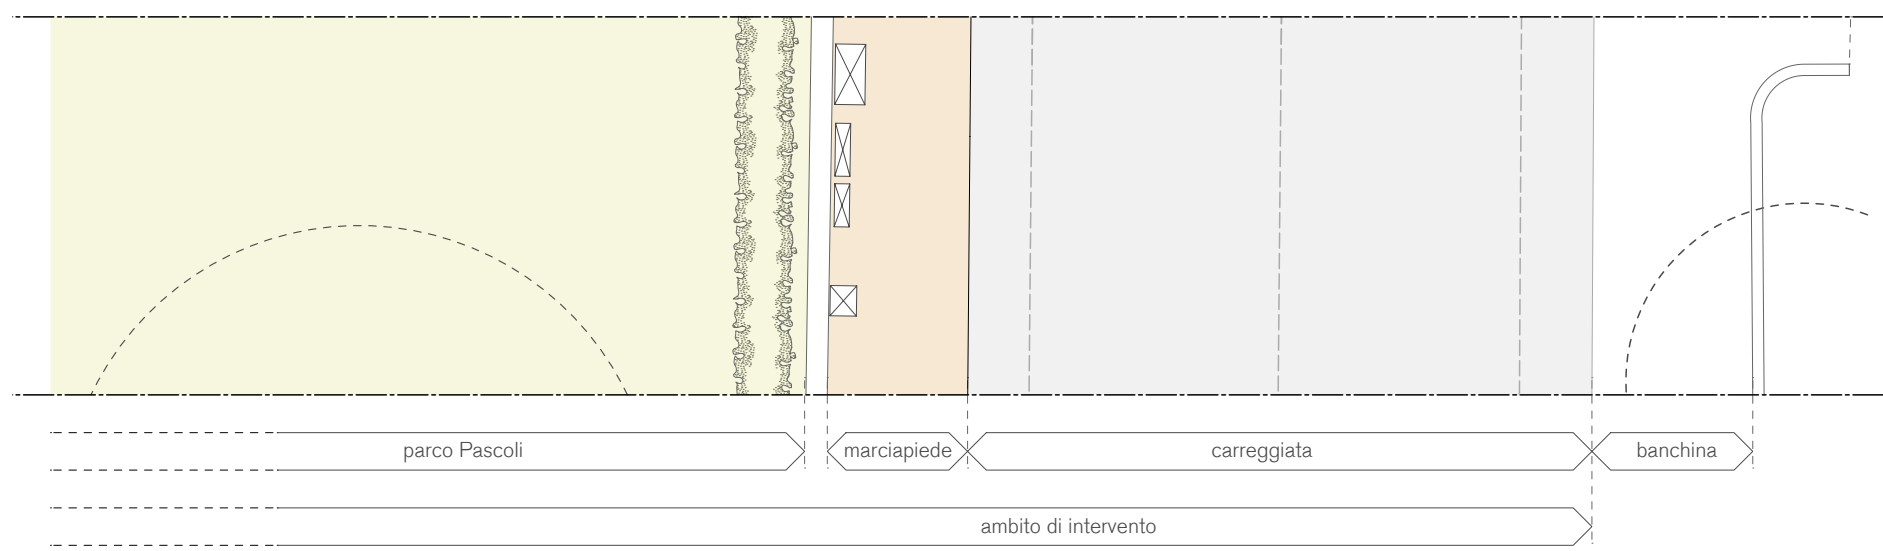 parco Pascoli
marciapiede
carreggiata
banchina
ambito di intervento